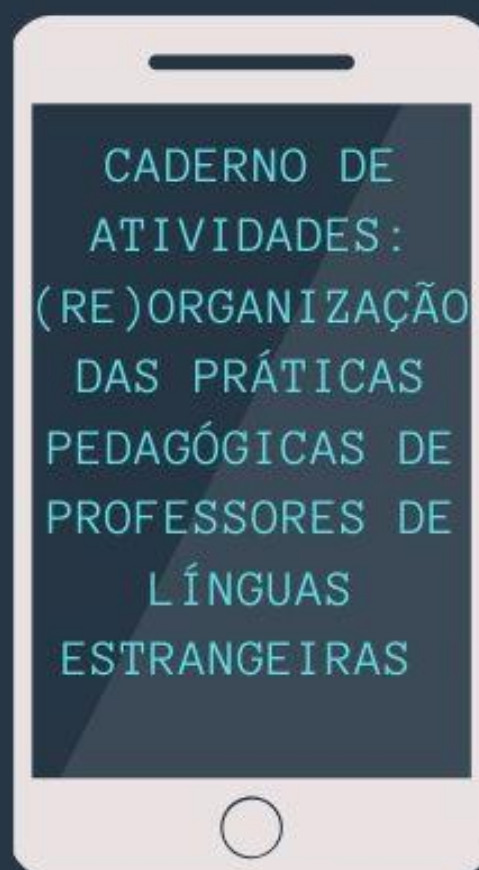 CADERNO DE
ATIVIDADES:
(RE)ORGANIZAÇÃO
DAS PRÁTICAS
PEDAGÓGICAS DE
PROFESSORES DE
LÍNGUAS
ESTRANGEIRAS